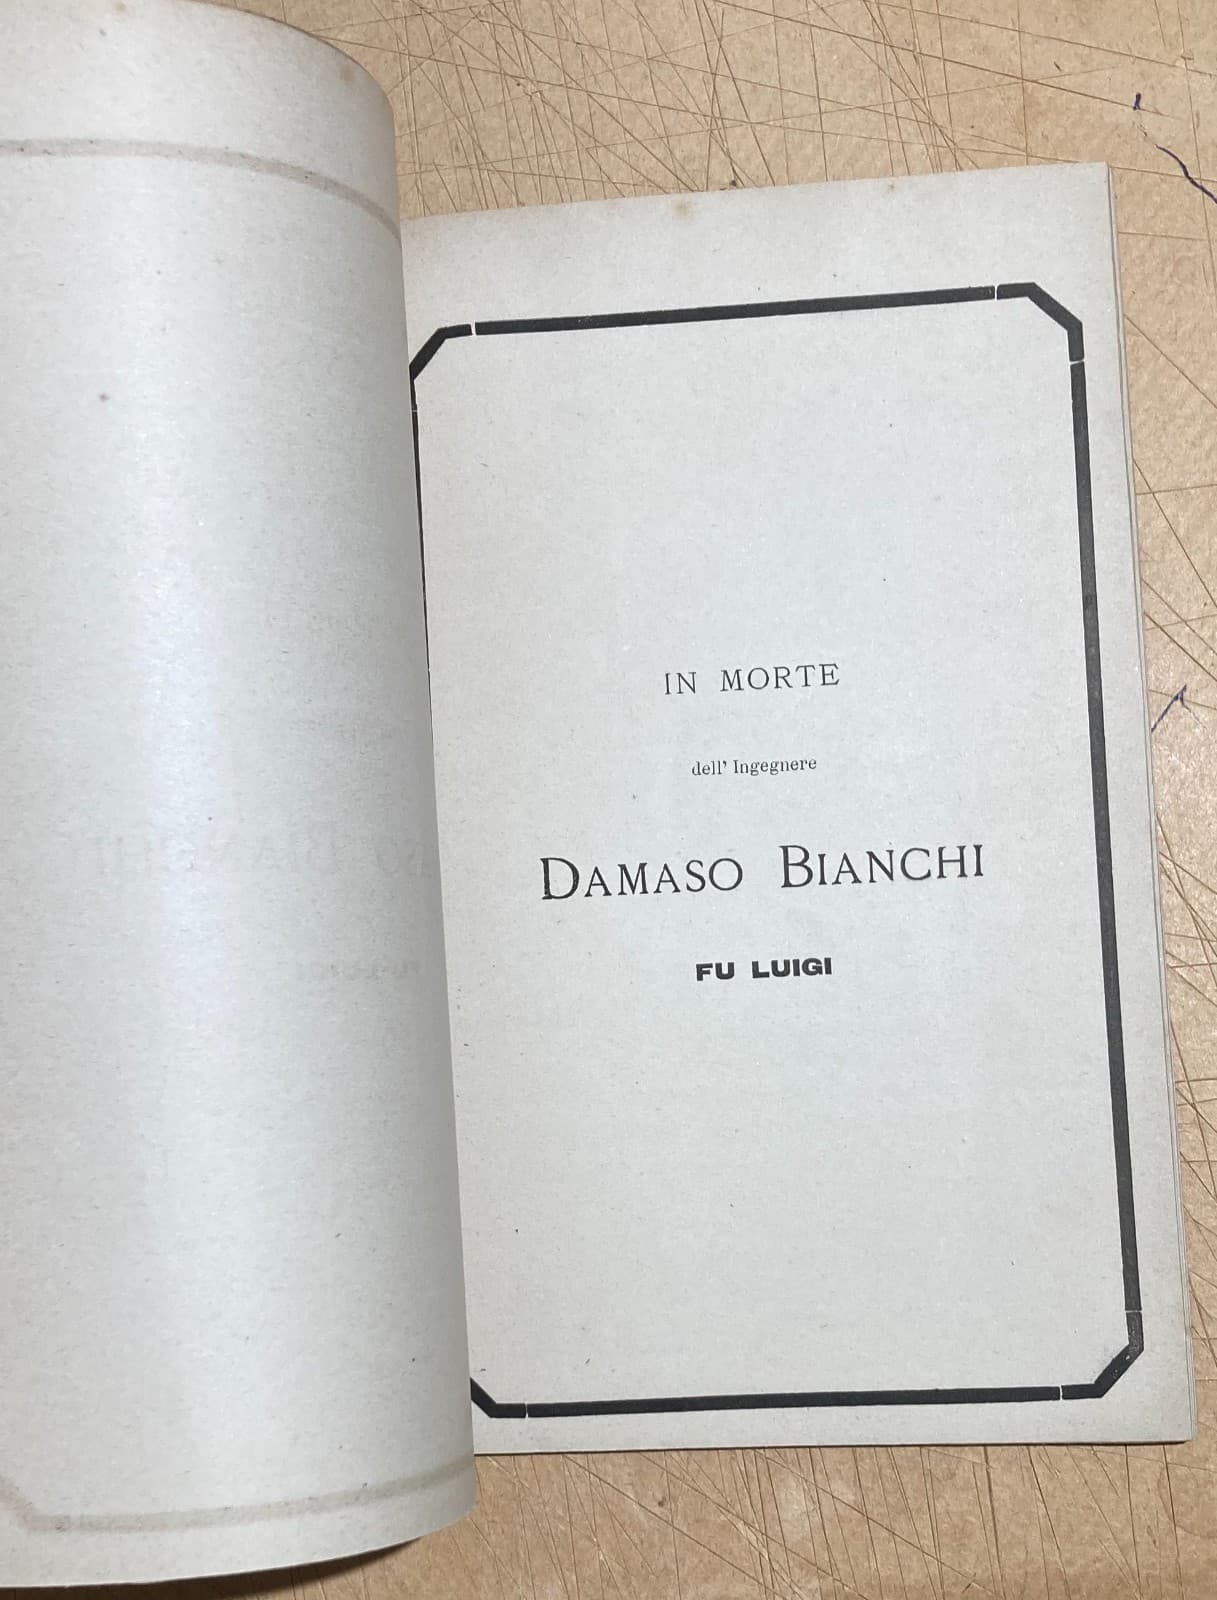 IN MORTE
dell' Ingegnere
DAMASO BIANCHI
FU LUIGI